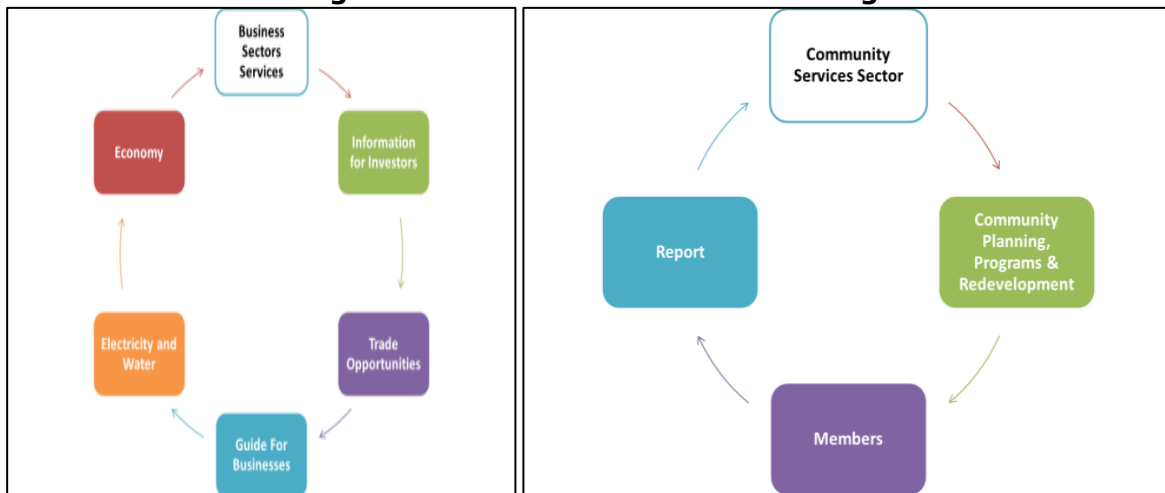 Business
Sectors
Services
Information
for Investors
Trade
Opportunities
Guide For
Businesses
Electricity and
Water
Economy
Community
Services Sector
Community
Planning,
Programs &
Redevelopment
Members
Report